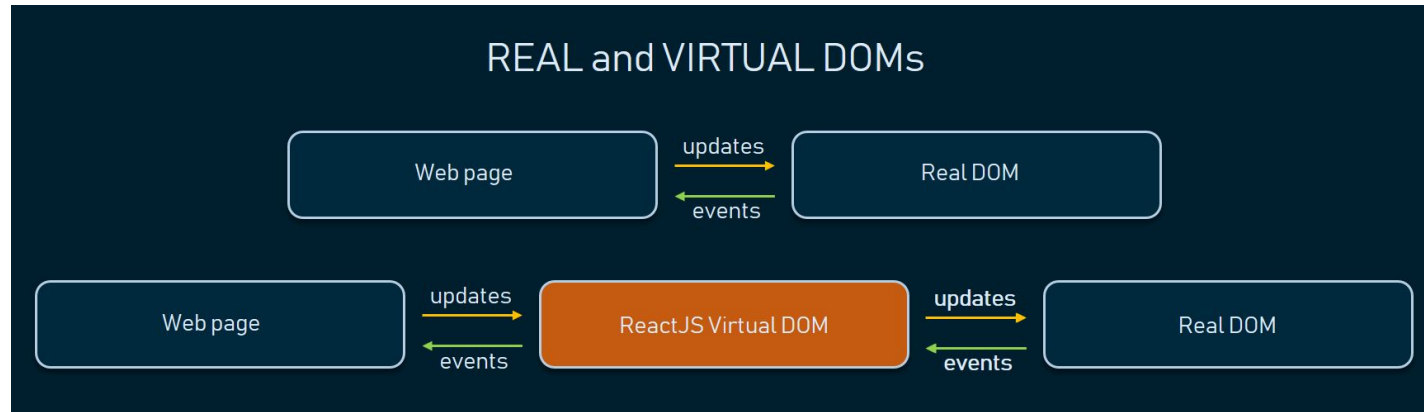 REAL and VIRTUAL DOMs
Web page
updates
events
Real DOM
Web page
updates
events
ReactJS Virtual DOM
updates
events
Real DOM